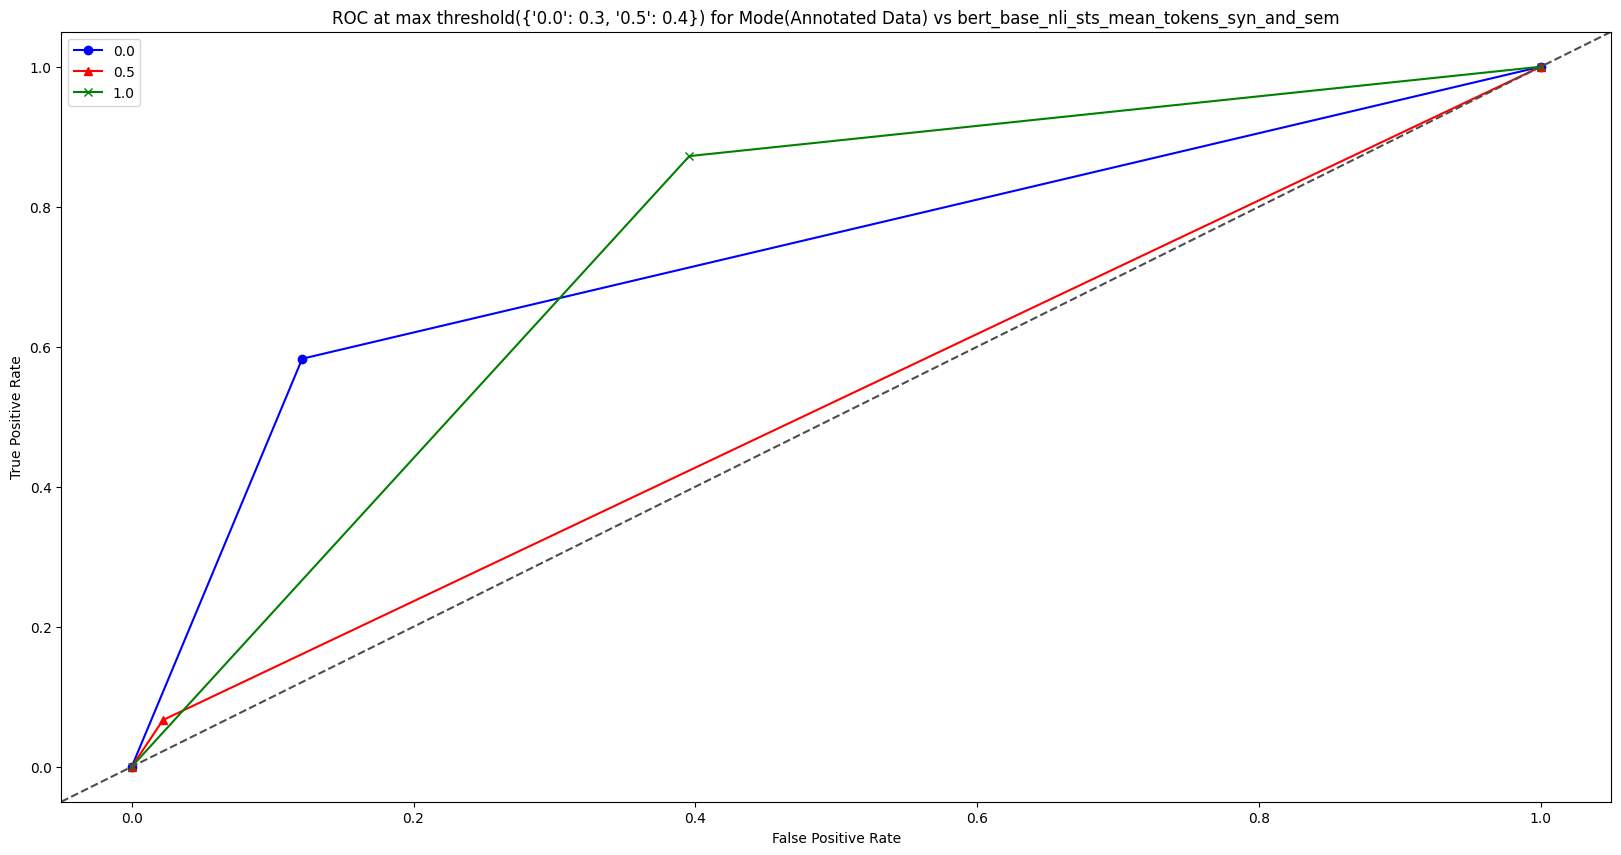 ROC at max threshold({'0.0': 0.3, '0.5': 0.4}) for Mode(Annotated Data) vs bert_base_nli_sts_mean_tokens_syn_and_sem
0.0
0.5
1.0
1.0
0.8
0.6
0.4
0.2
0.0
True Positive Rate
0.0 0.2 0.4 0.6 0.8 1.0
False Positive Rate